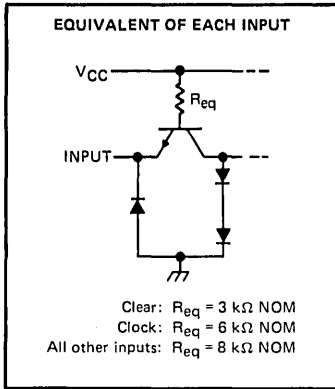 EQUIVALENT OF EACH INPUT
VCC
Req
INPUT
Clear: Req = 3 kΩ NOM
Clock: Req = 6 kΩ NOM
All other inputs: Req = 8 kΩ NOM